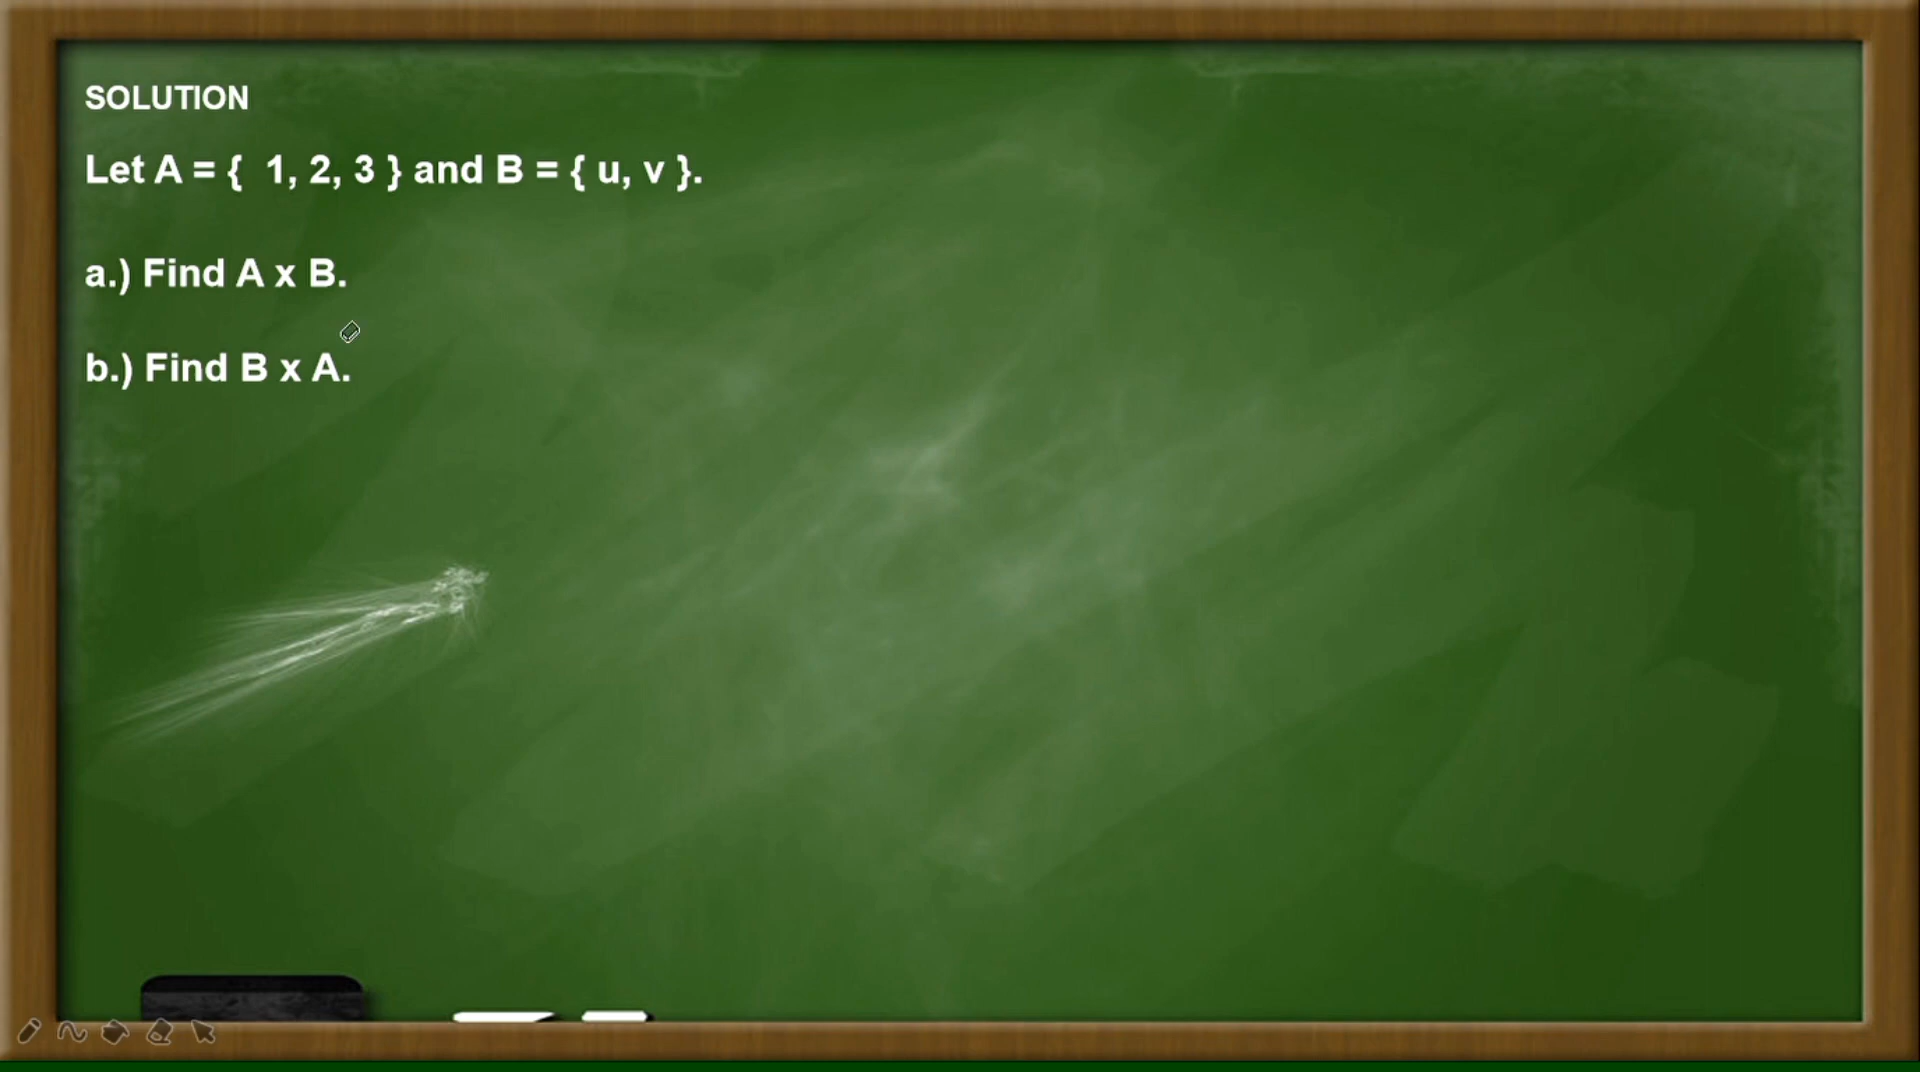 SOLUTION
Let A = { 1, 2, 3 } and B = { u, v }.
a.) Find A x B.
b.) Find B x A.